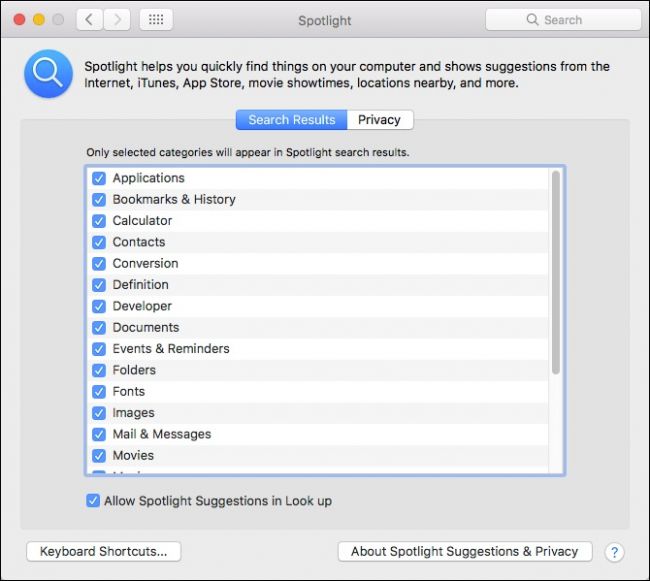 Spotlight
Search
Spotlight helps you quickly find things on your computer and shows suggestions from the
Internet, iTunes, App Store, movie showtimes, locations nearby, and more.
Search Results
Privacy
Only selected categories will appear in Spotlight search results.
Applications
Bookmarks & History
Calculator
Contacts
Conversion
Definition
Developer
Documents
Events & Reminders
Folders
Fonts
Images
Mail & Messages
Movies
Allow Spotlight Suggestions in Look up
Keyboard Shortcuts...
About Spotlight Suggestions & Privacy
?